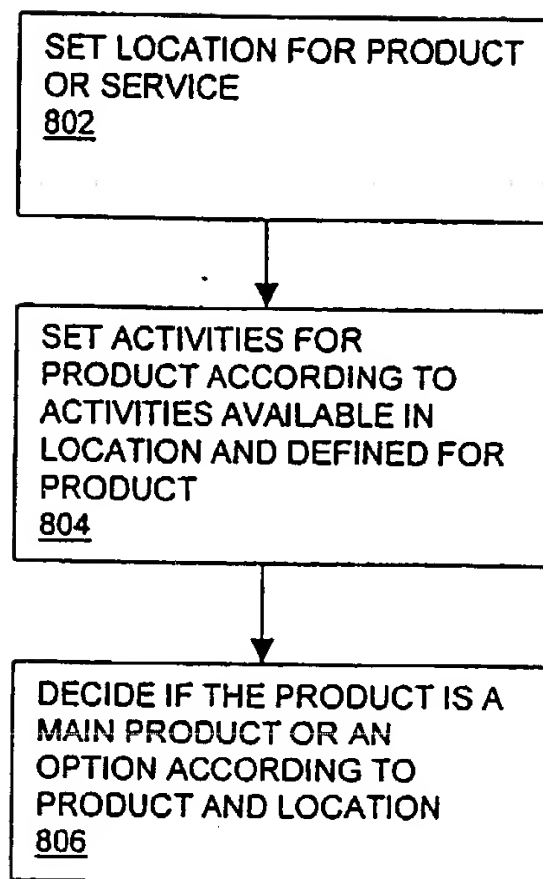 SET LOCATION FOR PRODUCT
OR SERVICE
802
SET ACTIVITIES FOR
PRODUCT ACCORDING TO
ACTIVITIES AVAILABLE IN
LOCATION AND DEFINED FOR
PRODUCT
804
DECIDE IF THE PRODUCT IS A
MAIN PRODUCT OR AN
OPTION ACCORDING TO
PRODUCT AND LOCATION
806